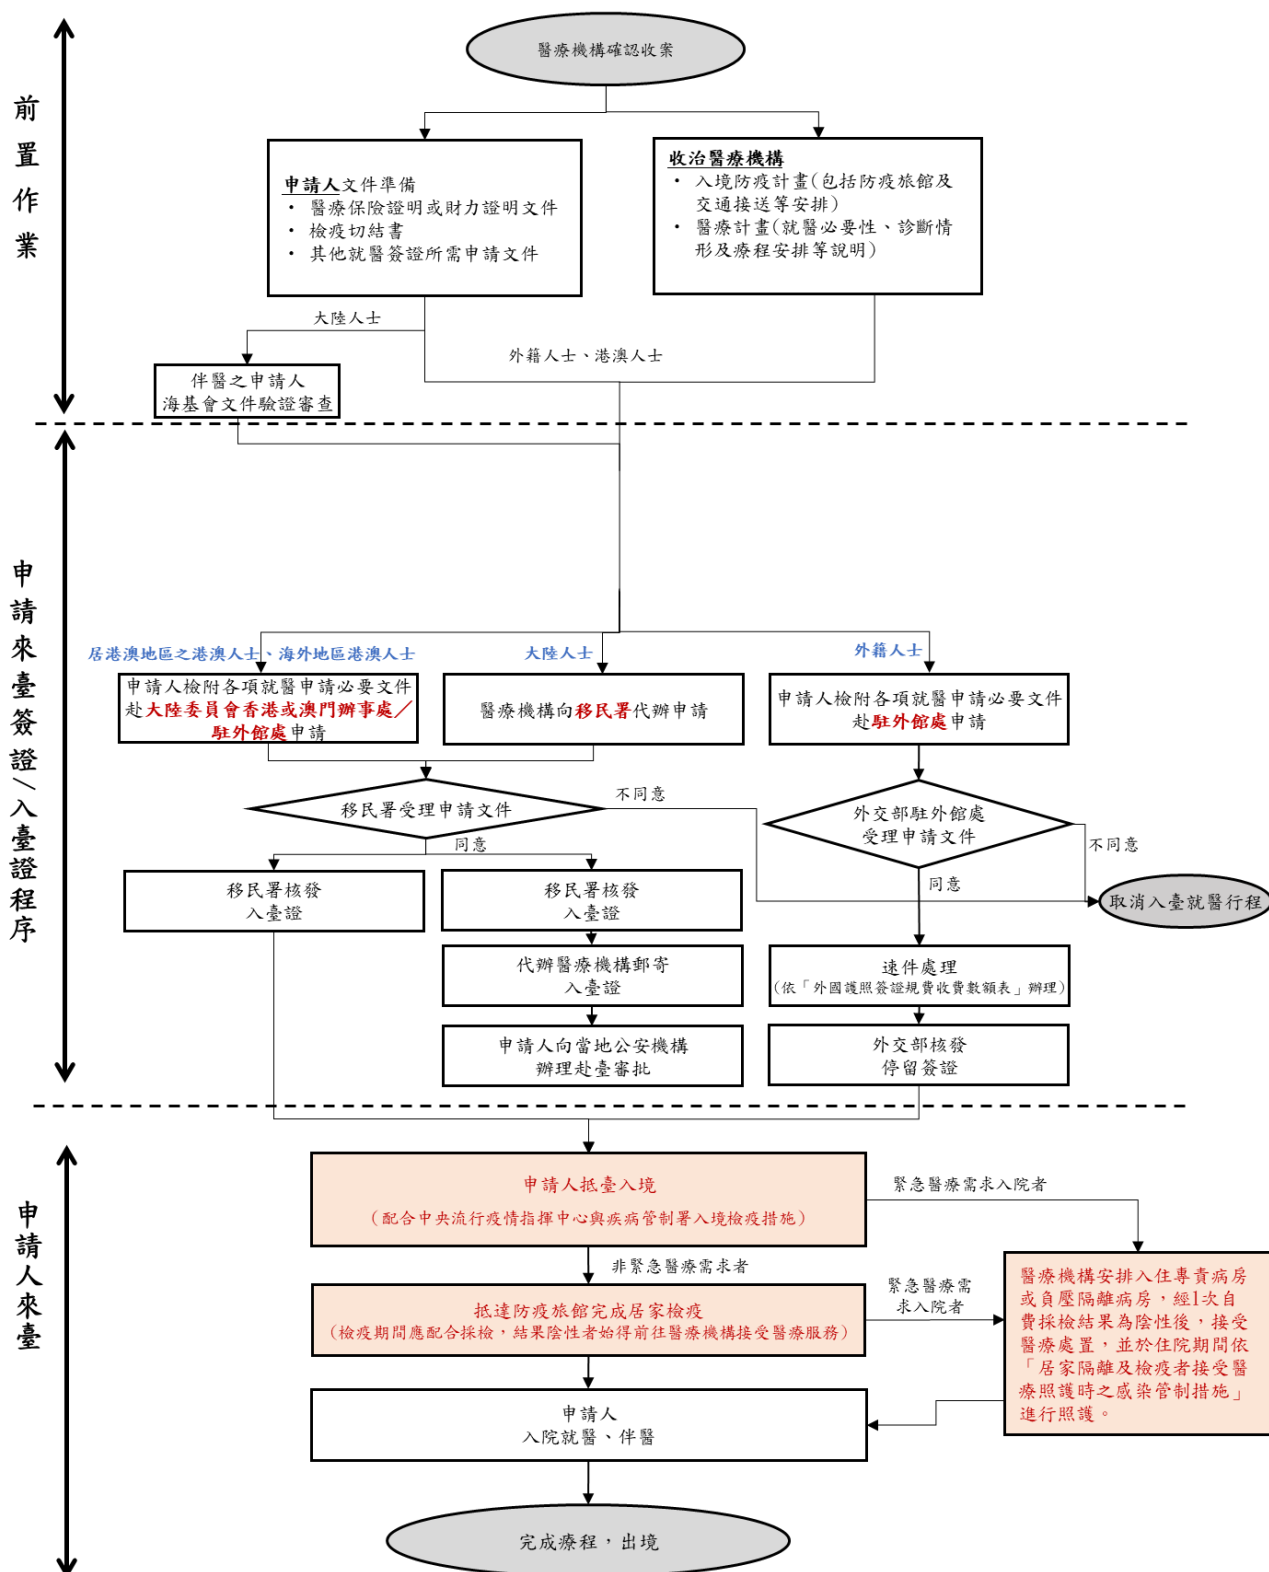 前置作業
醫療機構確認收案
申請人文件準備
・ 醫療保險證明或財力證明文件
・ 檢疫切結書
・ 其他就醫簽證所需申請文件
收治醫療機構
・ 入境防疫計畫(包括防疫旅館及
交通接送等安排)
・ 醫療計畫(就醫必要性、診斷情
形及療程安排等說明)
大陸人士
外籍人士、港澳人士
伴醫之申請人
海基會文件驗證審查
申請來臺簽證/入臺證程序
居港澳地區之港澳人士、海外地區港澳人士
大陸人士
外籍人士
申請人檢附各項就醫申請必要文件
赴大陸委員會香港或澳門辦事處/
駐外館處申請
醫療機構向移民署代辦申請
申請人檢附各項就醫申請必要文件
赴駐外館處申請
移民署受理申請文件
不同意
同意
外交部駐外館處
受理申請文件
不同意
同意
移民署核發
入臺證
移民署核發
入臺證
取消入臺就醫行程
代辦醫療機構郵寄
入臺證
速件處理
(依「外國護照簽證規費收費數額表」辦理)
申請人向當地公安機構
辦理赴臺審批
外交部核發
停留簽證
申請人來臺
申請人抵臺入境
(配合中央流行疫情指揮中心與疾病管制署入境檢疫措施)
緊急醫療需求入院者
非緊急醫療需求者
抵達防疫旅館完成居家檢疫
(檢疫期間應配合採檢,結果陰性者始得前往醫療機構接受醫療服務)
緊急醫療需
求入院者
醫療機構安排入住專責病房
或負壓隔離病房,經1次自
費採檢結果為陰性後,接受
醫療處置,並於住院期間依
「居家隔離及檢疫者接受醫
療照護時之感染管制措施」
進行照護。
申請人
入院就醫、伴醫
完成療程,出境